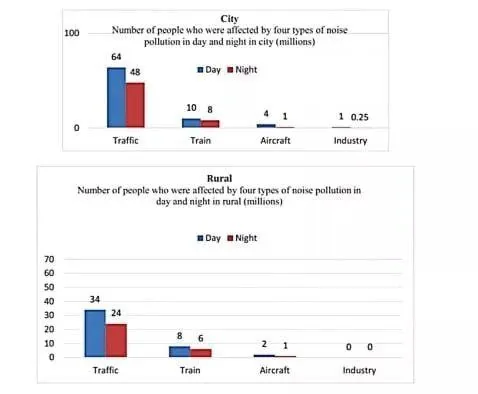 City
Number of people who were affected by four types of noise
pollution in day and night in city (millions)
100
Day Night
64
48
10 8
4 1
1 0.25
0
Traffic Train Aircraft Industry
Rural
Number of people who were affected by four types of noise pollution in
day and night in rural (millions)
Day Night
70
60
50
40
30
20
10
0
34
24
8 6
2 1
0 0
Traffic Train Aircraft Industry